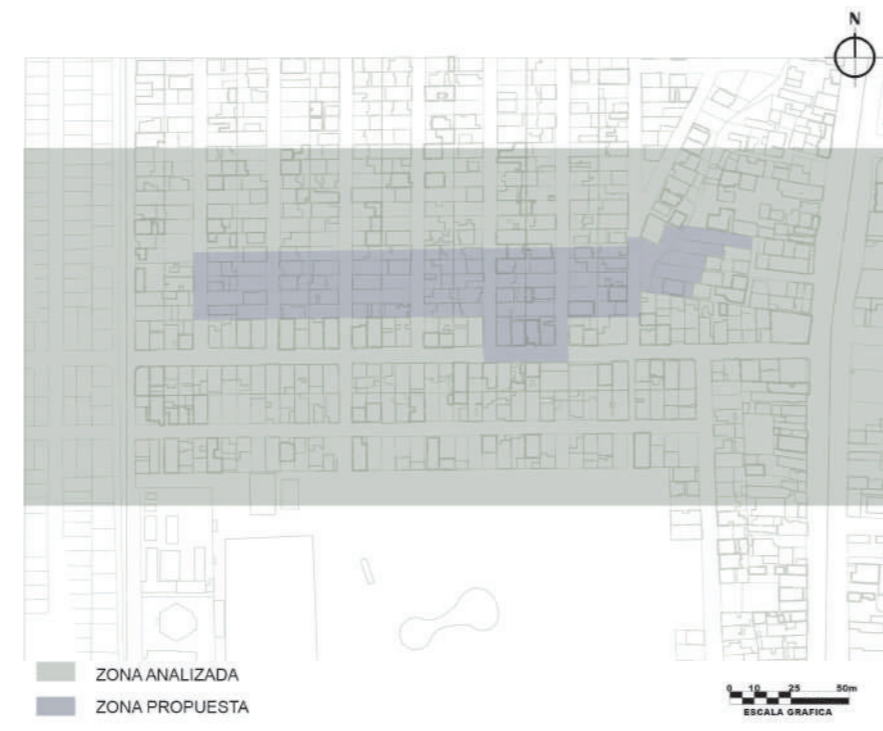 N
ZONA ANALIZADA
ZONA PROPUESTA
0 10 25 50m
ESCALA GRAFICA